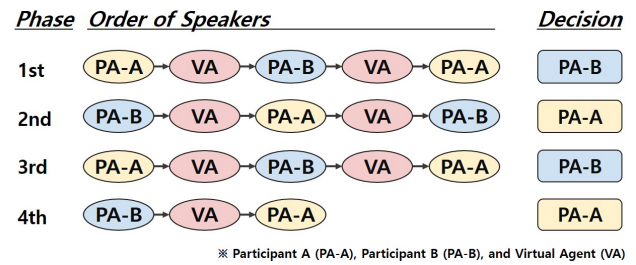 Phase Order of Speakers Decision
1st PA-A VA PA-B VA PA-A PA-B
2nd PA-B VA PA-A VA PA-B PA-A
3rd PA-A VA PA-B VA PA-A PA-B
4th PA-B VA PA-A PA-A
※ Participant A (PA-A), Participant B (PA-B), and Virtual Agent (VA)